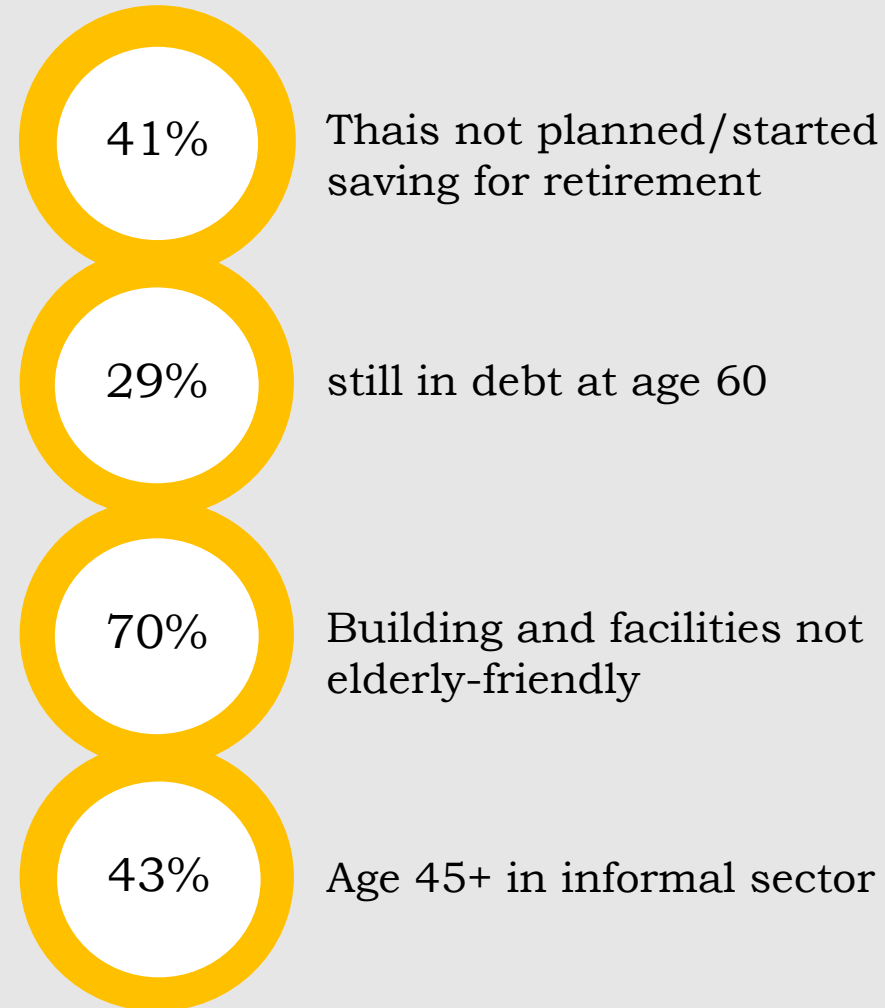 41%
Thais not planned/started
saving for retirement
29%
still in debt at age 60
70%
Building and facilities not
elderly-friendly
43%
Age 45+ in informal sector